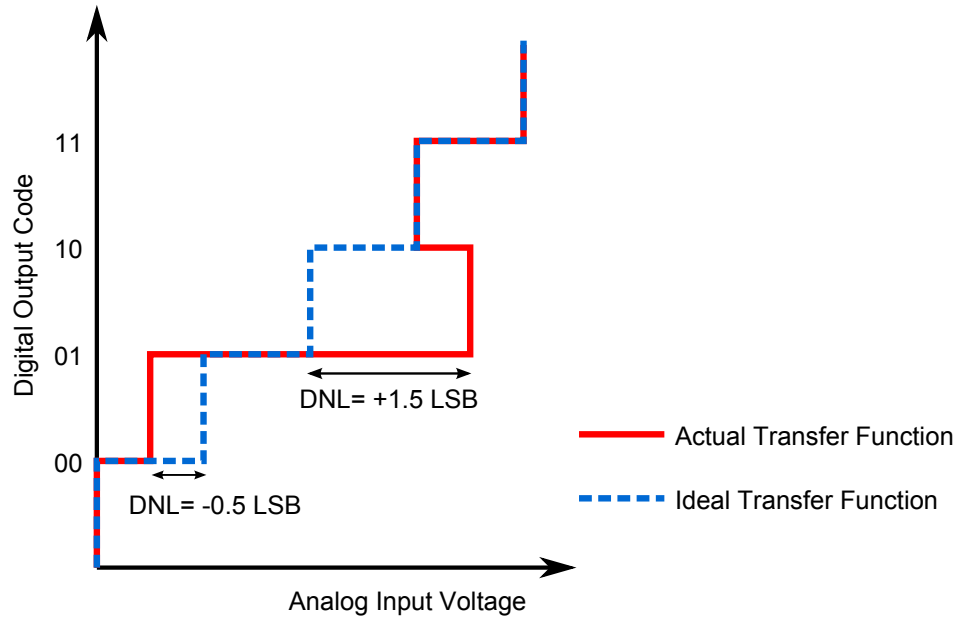 11
10
01
00
Digital Output Code
DNL= +1.5 LSB
DNL= -0.5 LSB
Actual Transfer Function
Ideal Transfer Function
Analog Input Voltage